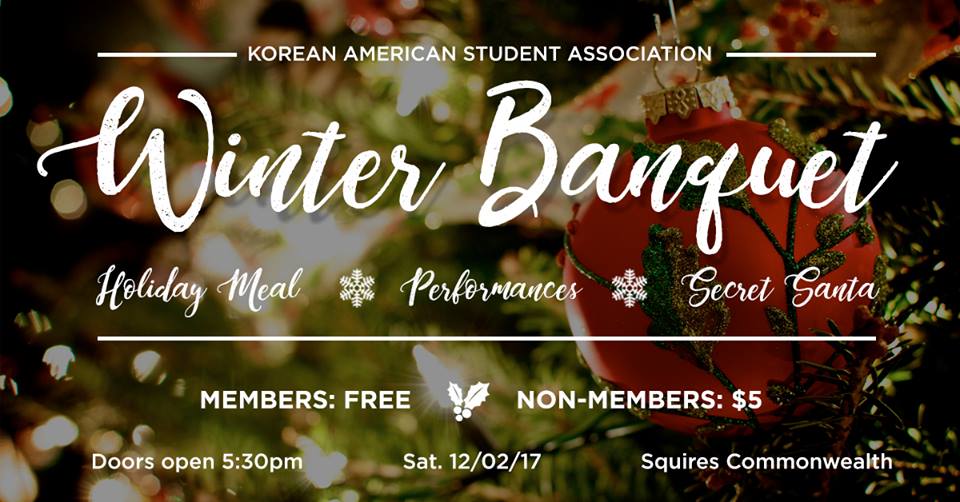 KOREAN AMERICAN STUDENT ASSOCIATION
Winter Banquet
Holiday Meal Performances Secret Santa
MEMBERS: FREE NON-MEMBERS: $5
Doors open 5:30pm Sat. 12/02/17 Squires Commonwealth